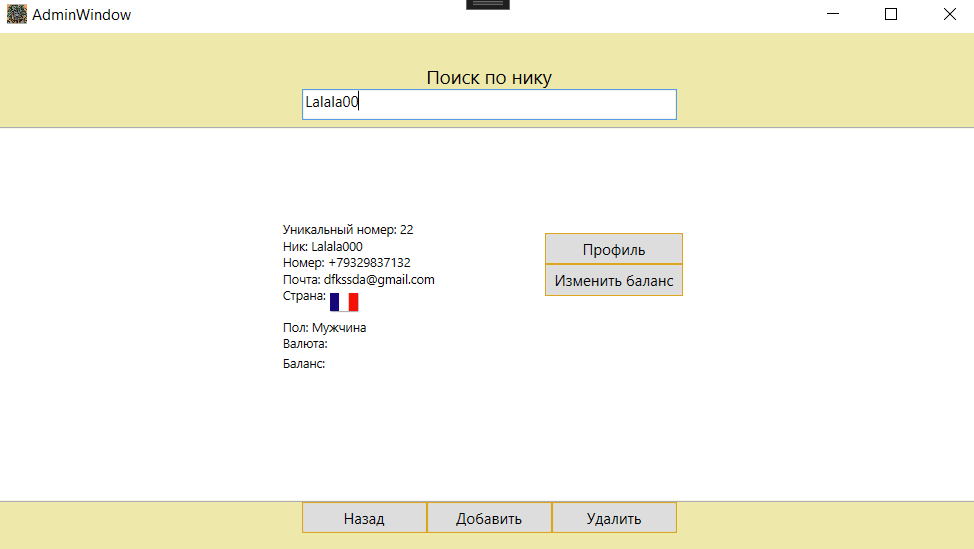 AdminWindow
Поиск по нику
Lalala00
Уникальный номер: 22
Ник: Lalala000
Номер: +79329837132
Почта: dfkssda@gmail.com
Страна:
Пол: Мужчина
Валюта:
Баланс:
Профиль
Изменить баланс
Назад Добавить Удалить